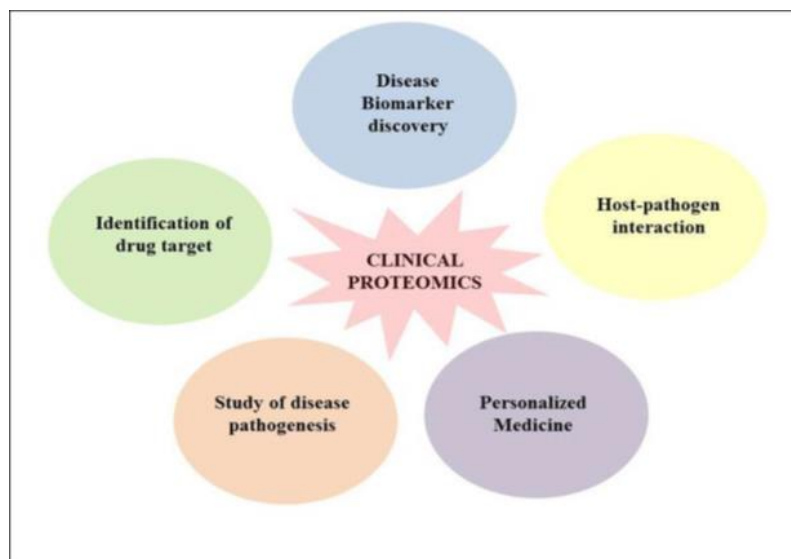 Disease
Biomarker
discovery
Host-pathogen
interaction
Identification of
drug target
CLINICAL
PROTEOMICS
Study of disease
pathogenesis
Personalized
Medicine